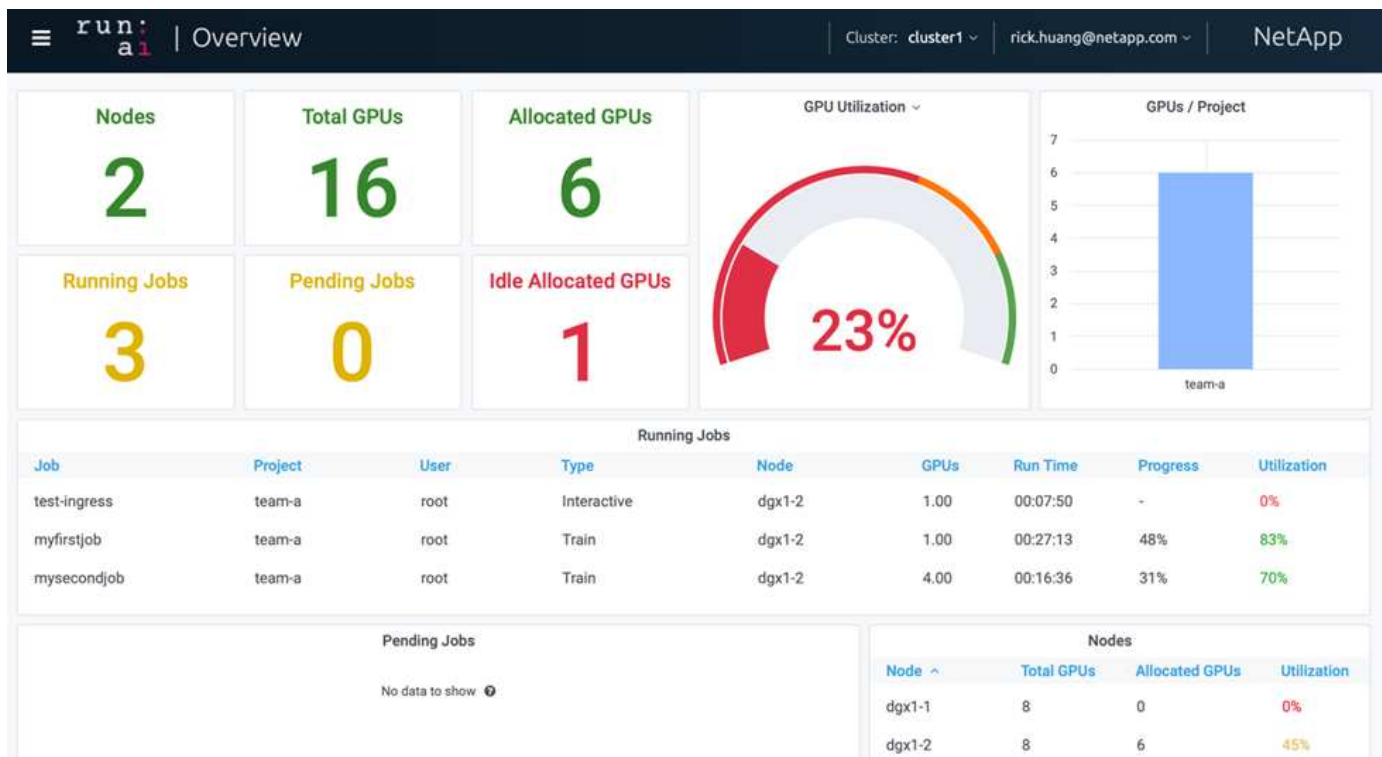 run: ai | Overview Cluster: cluster1 rick.huang@netapp.com NetApp
Nodes
2
Total GPUs
16
Allocated GPUs
6
Running Jobs
3
Pending Jobs
0
Idle Allocated GPUs
1
GPU Utilization
23%
GPUs / Project
7
6
5
4
3
2
1
0
team-a
Running Jobs
Job Project User Type Node GPUs Run Time Progress Utilization
test-ingress team-a root Interactive dgx1-2 1.00 00:07:50 - 0%
myfirstjob team-a root Train dgx1-2 1.00 00:27:13 48% 83%
mysecondjob team-a root Train dgx1-2 4.00 00:16:36 31% 70%
Pending Jobs
No data to show ?
Nodes
Node Total GPUs Allocated GPUs Utilization
dgx1-1 8 0 0%
dgx1-2 8 6 45%